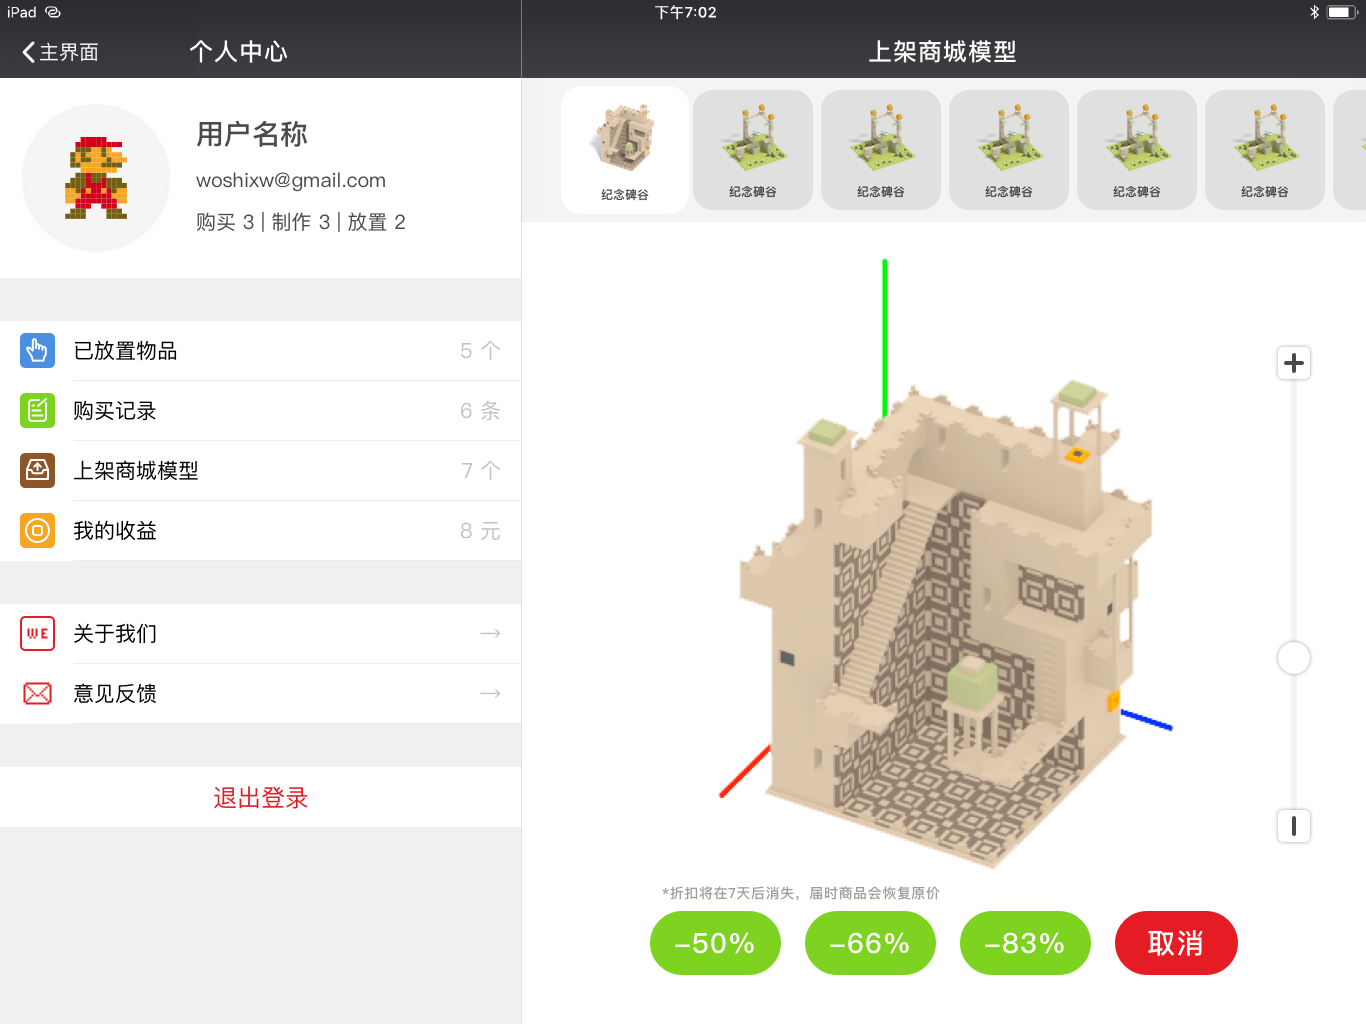 iPad
下午7:02
主界面
个人中心
上架商城模型
用户名称
woshixw@gmail.com
购买 3 | 制作 3 | 放置 2
已放置物品
5 个
购买记录
6 条
上架商城模型
7 个
我的收益
8 元
WE
关于我们
意见反馈
退出登录
纪念碑谷
纪念碑谷
纪念碑谷
纪念碑谷
纪念碑谷
纪念碑谷
*折扣将在7天后消失，届时商品会恢复原价
–50%
–66%
–83%
取消